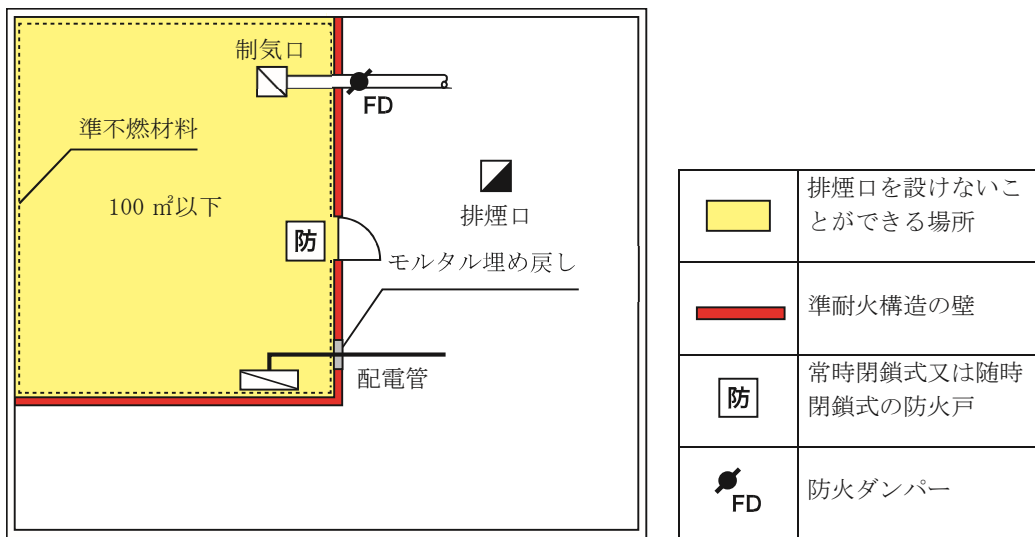 制気口
FD
準不燃材料
100 ㎡以下
排煙口
防
モルタル埋め戻し
配電管
排煙口を設けないこ
とができる場所
準耐火構造の壁
防
常時閉鎖式又は随時
閉鎖式の防火戸
FD
防火ダンパー